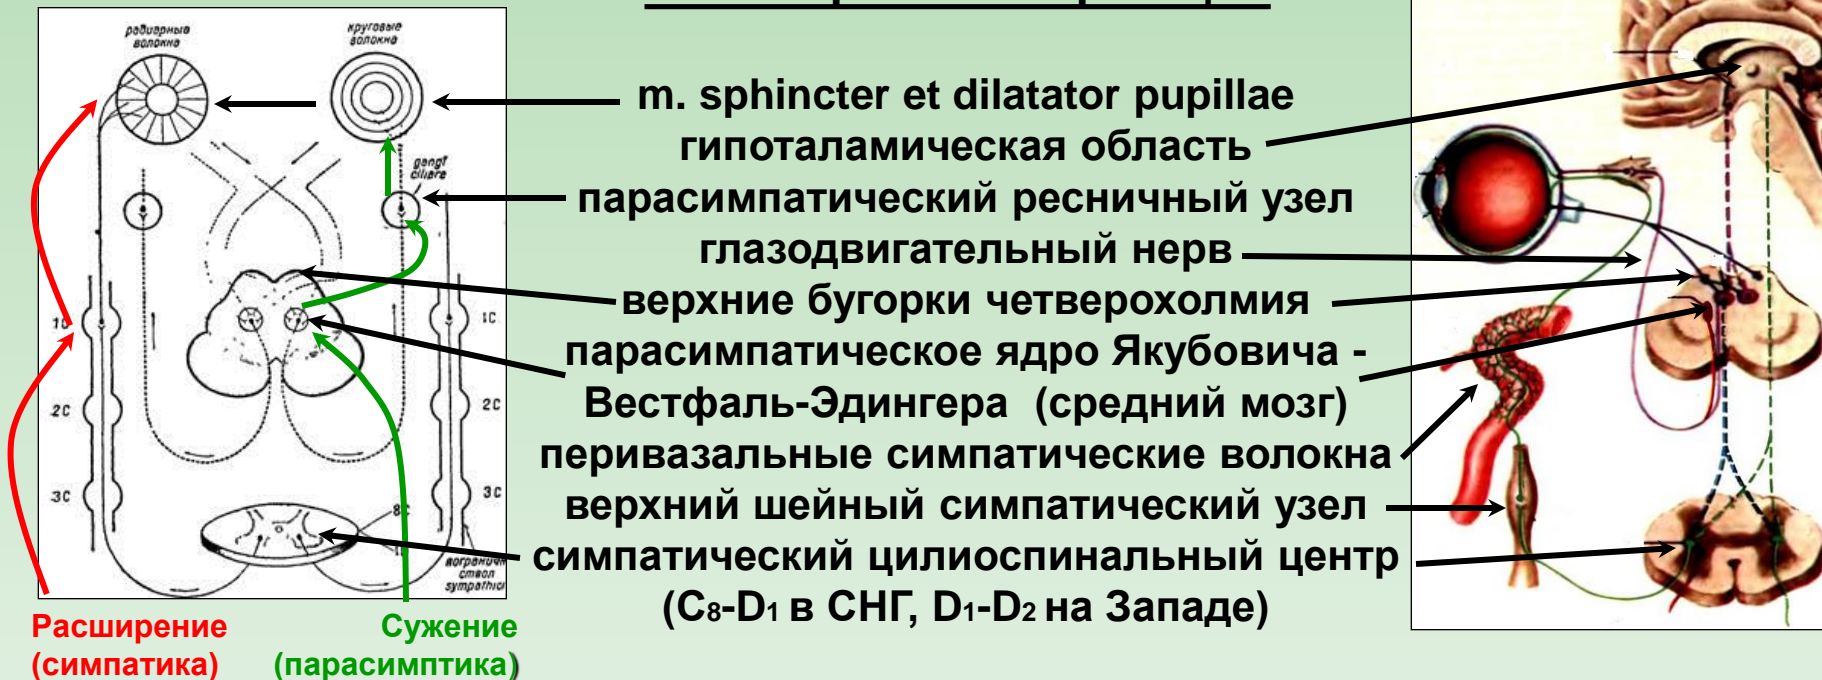 радиарные
волокна
круговые
волокна
gangl
ciliare
1C
1C
2C
2C
3C
3C
8C
ствол
sympathici
m. sphincter et dilatator pupillae
гипоталамическая область
парасимпатический ресничный узел
глазодвигательный нерв
верхние бугорки четверохолмия
парасимпатическое ядро Якубовича -
Вестфаль-Эдингера (средний мозг)
перивазальные симпатические волокна
верхний шейный симпатический узел
симпатический цилиоспинальный центр
(C8-D1 в СНГ, D1-D2 на Западе)
Расширение
(симпатика)
Сужение
(парасимптика)